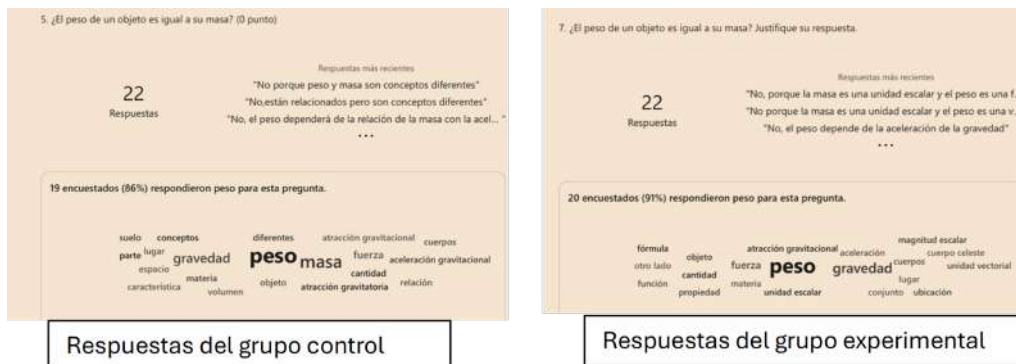 5. ¿El peso de un objeto es igual a su masa? (0 punto)
22
Respuestas
Respuestas más recientes
"No porque peso y masa son conceptos diferentes"
"No,están relacionados pero son conceptos diferentes"
"No, el peso dependerá de la relación de la masa con la acel... "
...
19 encuestados (86%) respondieron peso para esta pregunta.
suelo conceptos diferentes atracción gravitacional cuerpos
parte lugar gravedad peso masa fuerza aceleración gravitacional
espacio materia cantidad
característica volumen objeto atracción gravitatoria relación
Respuestas del grupo control
7. ¿El peso de un objeto es igual a su masa? Justifique su respuesta.
22
Respuestas
Respuestas más recientes
"No, porque la masa es una unidad escalar y el peso es una f.
"No porque la masa es una unidad escalar y el peso es una v.
"No, el peso depende de la aceleración de la gravedad"
...
20 encuestados (91%) respondieron peso para esta pregunta.
fórmula objeto atracción gravitacional aceleración magnitud escalar cuerpo celeste
otro lado cantidad fuerza peso gravedad cuerpos unidad vectorial
función propiedad materia unidad escalar lugar conjunto ubicación
Respuestas del grupo experimental